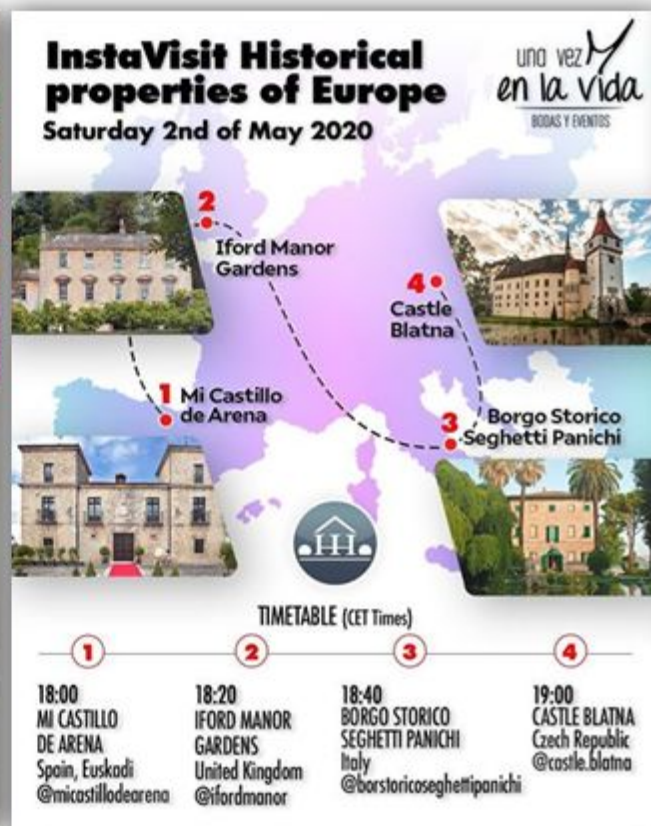 InstaVisit Historical
properties of Europe
Saturday 2nd of May 2020
una vez
en la vida
BODAS Y EVENTOS
2
Iford Manor
Gardens
4
Castle
Blatna
1 Mi Castillo
de Arena
3
Borgo Storico
Seghetti Panichi
TIMETABLE (CET Times)
1
2
3
4
18:00
MI CASTILLO
DE ARENA
Spain, Euskadi
@micastillodearena
18:20
IFORD MANOR
GARDENS
United Kingdom
@ifordmanor
18:40
BORGO STORICO
SEGHETTI PANICHI
Italy
@borstoricoseghettipanichi
19:00
CASTLE BLATNA
Czech Republic
@castle.blatna